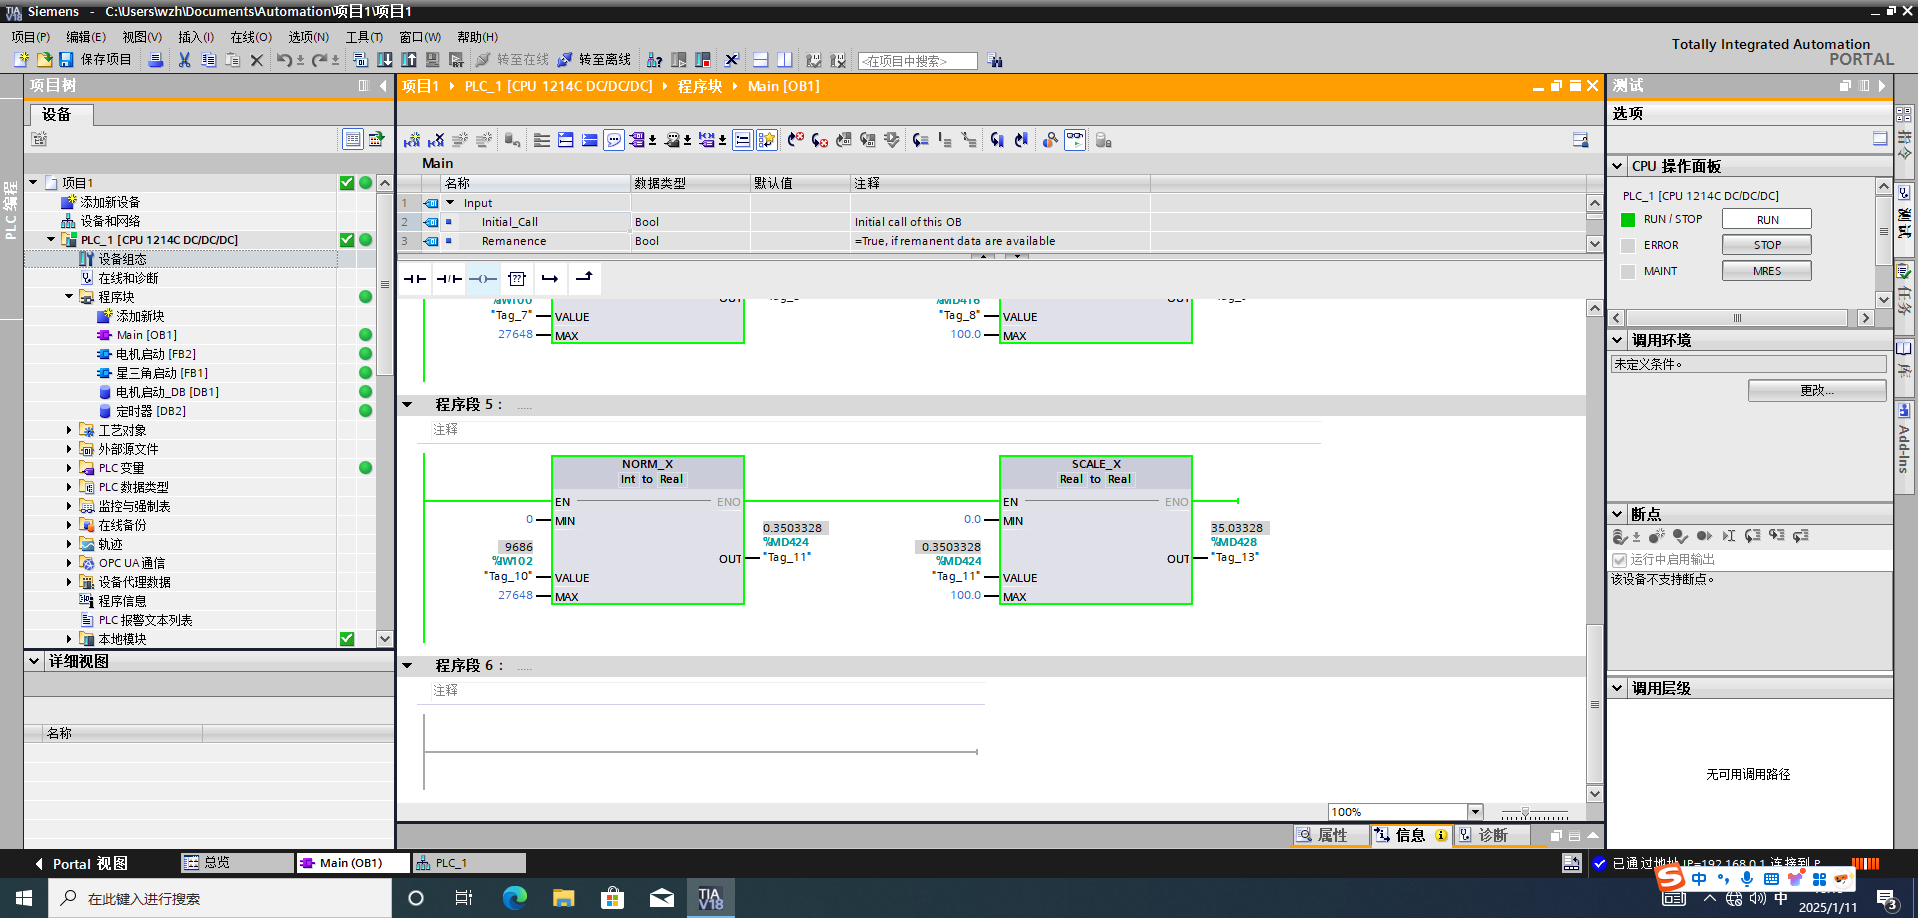 Siemens - C:\Users\wzh\Documents\Automation\项目1\项目1
项目(P) 编辑(E) 视图(V) 插入(I) 在线(O) 选项(N) 工具(T) 窗口(W) 帮助(H)
Totally Integrated Automation
PORTAL
保存项目 转至在线 转至离线 <在项目中搜索>
项目树
设备
PLC 编程
项目1
添加新设备
设备和网络
PLC_1 [CPU 1214C DC/DC/DC]
设备组态
在线和诊断
程序块
添加新块
Main [OB1]
电机启动 [FB2]
星三角启动 [FB1]
电机启动_DB [DB1]
定时器 [DB2]
工艺对象
外部源文件
PLC 变量
PLC 数据类型
监控与强制表
在线备份
轨迹
OPC UA 通信
设备代理数据
程序信息
PLC 报警文本列表
本地模块
详细视图
名称
项目1 PLC_1 [CPU 1214C DC/DC/DC] 程序块 Main [OB1]
Main
名称 数据类型 默认值 注释
1 Input
2 Initial_Call Bool Initial call of this OB
3 Remanence Bool =True, if remanent data are available
%IW100 OUT %MD416 OUT
"Tag_7" VALUE "Tag_8" VALUE
27648 MAX 100.0 MAX
程序段 5： .....
注释
NORM_X SCALE_X
Int to Real Real to Real
EN ENO EN ENO
0 MIN 0.0 MIN
0.3503328 35.03328
9686 %MD424 0.3503328 %MD428
%IW102 OUT "Tag_11" %MD424 OUT "Tag_13"
"Tag_10" VALUE "Tag_11" VALUE
27648 MAX 100.0 MAX
程序段 6： .....
注释
100%
属性 信息 诊断
测试
选项
CPU 操作面板
PLC_1 [CPU 1214C DC/DC/DC]
RUN / STOP RUN
ERROR STOP
MAINT MRES
调用环境
未定义条件。
更改...
断点
运行中启用输出
该设备不支持断点。
调用层级
无可用调用路径
测试
任务
库
Add-Ins
Portal 视图 总览 Main (OB1) PLC_1
已通过地址 IP=192.168.0.1 连接到 P
在此键入进行搜索
TIA V18
中
中
2025/1/11
3